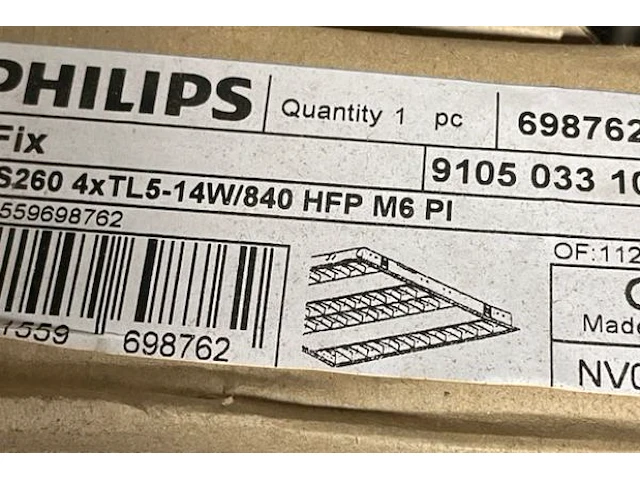 PHILIPS
Quantity 1 pc
698762
Fix
9105 033 10
S260 4xTL5-14W/840 HFP M6 PI
559698762
OF:112
1559 698762
Made
NV0